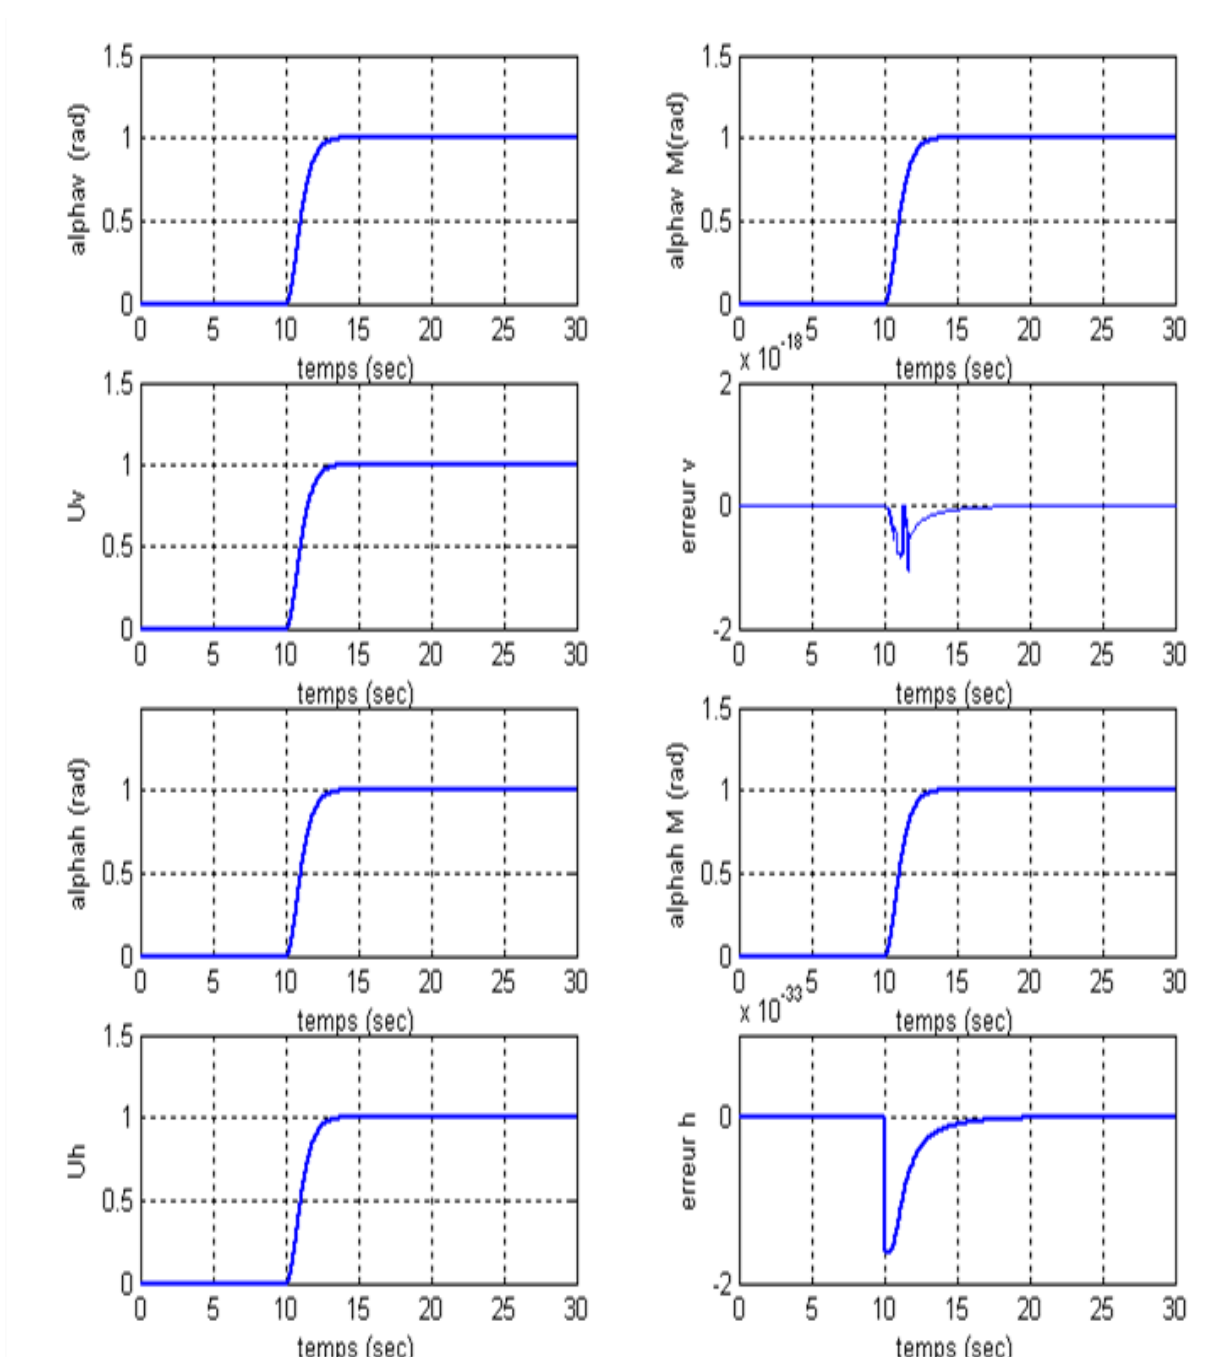 1.5
1
0.5
0
alphav (rad)
0 5 10 15 20 25 30
temps (sec)
1.5
1
0.5
0
alphav M(rad)
0 5 10 15 20 25 30
temps (sec)
1.5
1
0.5
0
Uv
0 5 10 15 20 25 30
temps (sec)
x 10-18
2
0
-2
erreur v
0 5 10 15 20 25 30
temps (sec)
1
0.5
0
alphah (rad)
0 5 10 15 20 25 30
temps (sec)
1.5
1
0.5
0
alphah M (rad)
0 5 10 15 20 25 30
temps (sec)
1.5
1
0.5
0
Uh
0 5 10 15 20 25 30
temps (sec)
x 10-33
0
-2
erreur h
0 5 10 15 20 25 30
temps (sec)